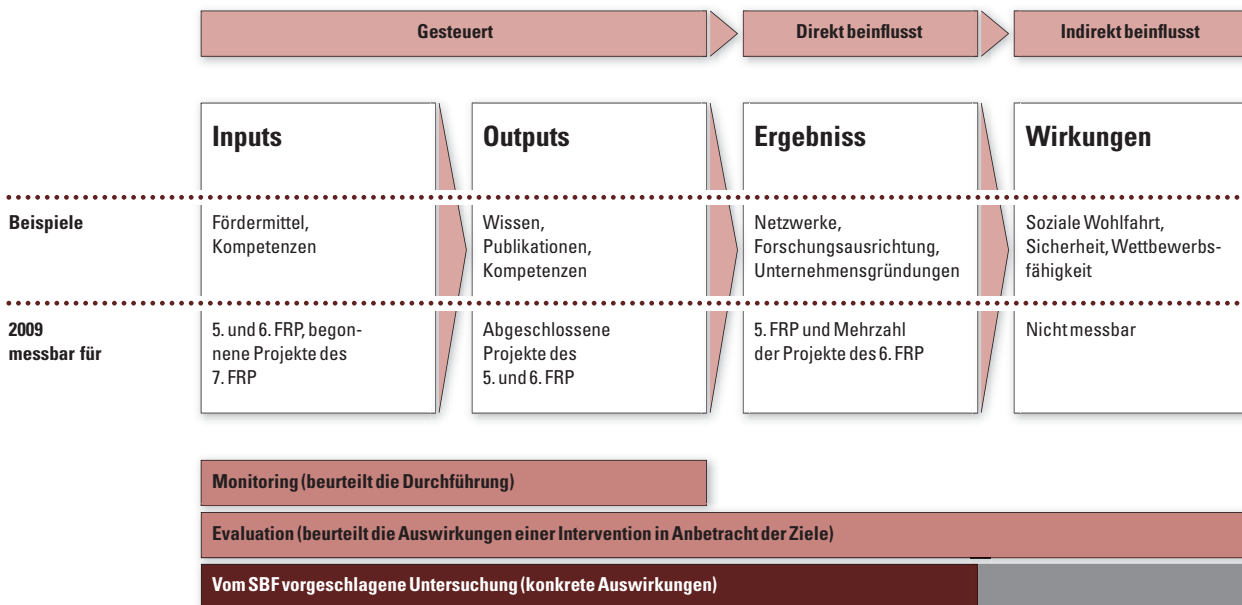 Gesteuert
Direkt beinflusst
Indirekt beinflusst
Inputs
Outputs
Ergebniss
Wirkungen
Beispiele
Fördermittel,
Kompetenzen
Wissen,
Publikationen,
Kompetenzen
Netzwerke,
Forschungsausrichtung,
Unternehmensgründungen
Soziale Wohlfahrt,
Sicherheit, Wettbewerbs-
fähigkeit
2009
messbar für
5. und 6. FRP, begon-
nene Projekte des
7. FRP
Abgeschlossene
Projekte des
5. und 6. FRP
5. FRP und Mehrzahl
der Projekte des 6. FRP
Nicht messbar
Monitoring (beurteilt die Durchführung)
Evaluation (beurteilt die Auswirkungen einer Intervention in Anbetracht der Ziele)
Vom SBF vorgeschlagene Untersuchung (konkrete Auswirkungen)